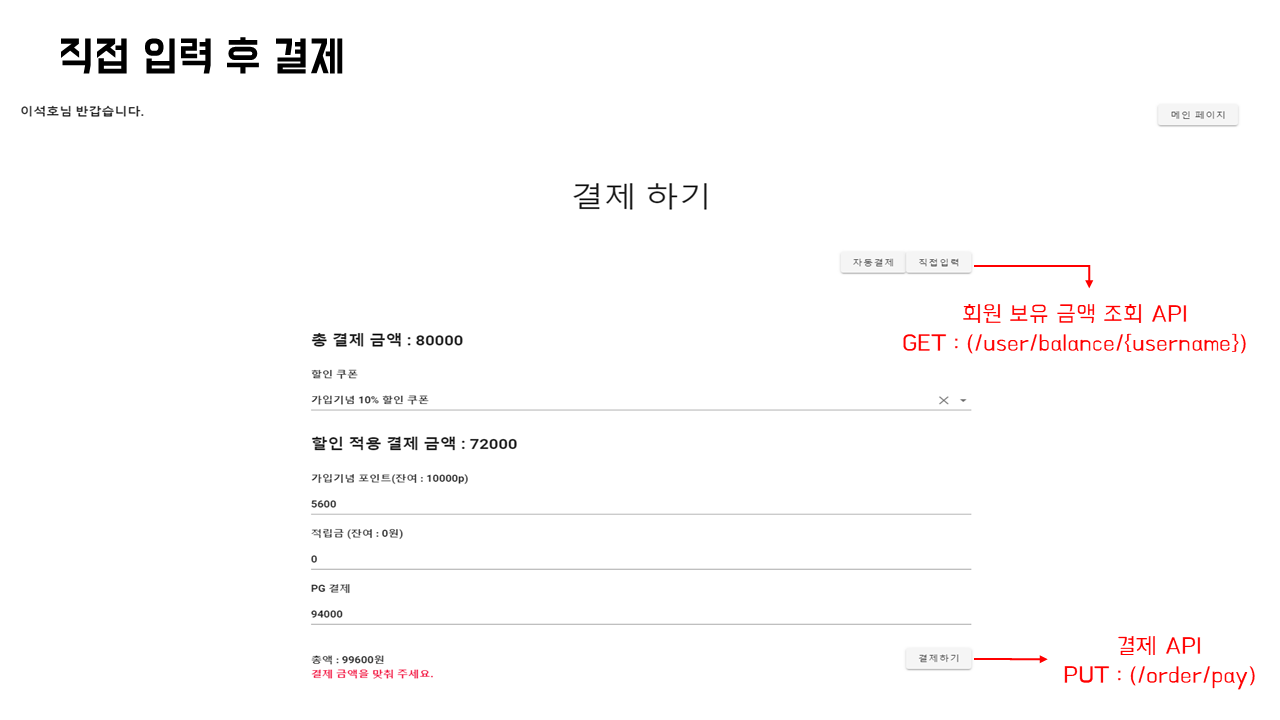 직접 입력 후 결제
이석호님 반갑습니다.
메인 페이지
결제 하기
자동결제 직접입력
회원 보유 금액 조회 API
GET : (/user/balance/{username})
총 결제 금액 : 80000
할인 쿠폰
가입기념 10% 할인 쿠폰
할인 적용 결제 금액 : 72000
가입기념 포인트(잔여 : 10000p)
5600
적립금 (잔여 : 0원)
0
PG 결제
94000
총액 : 99600원
결제 금액을 맞춰 주세요.
결제하기
결제 API
PUT : (/order/pay)